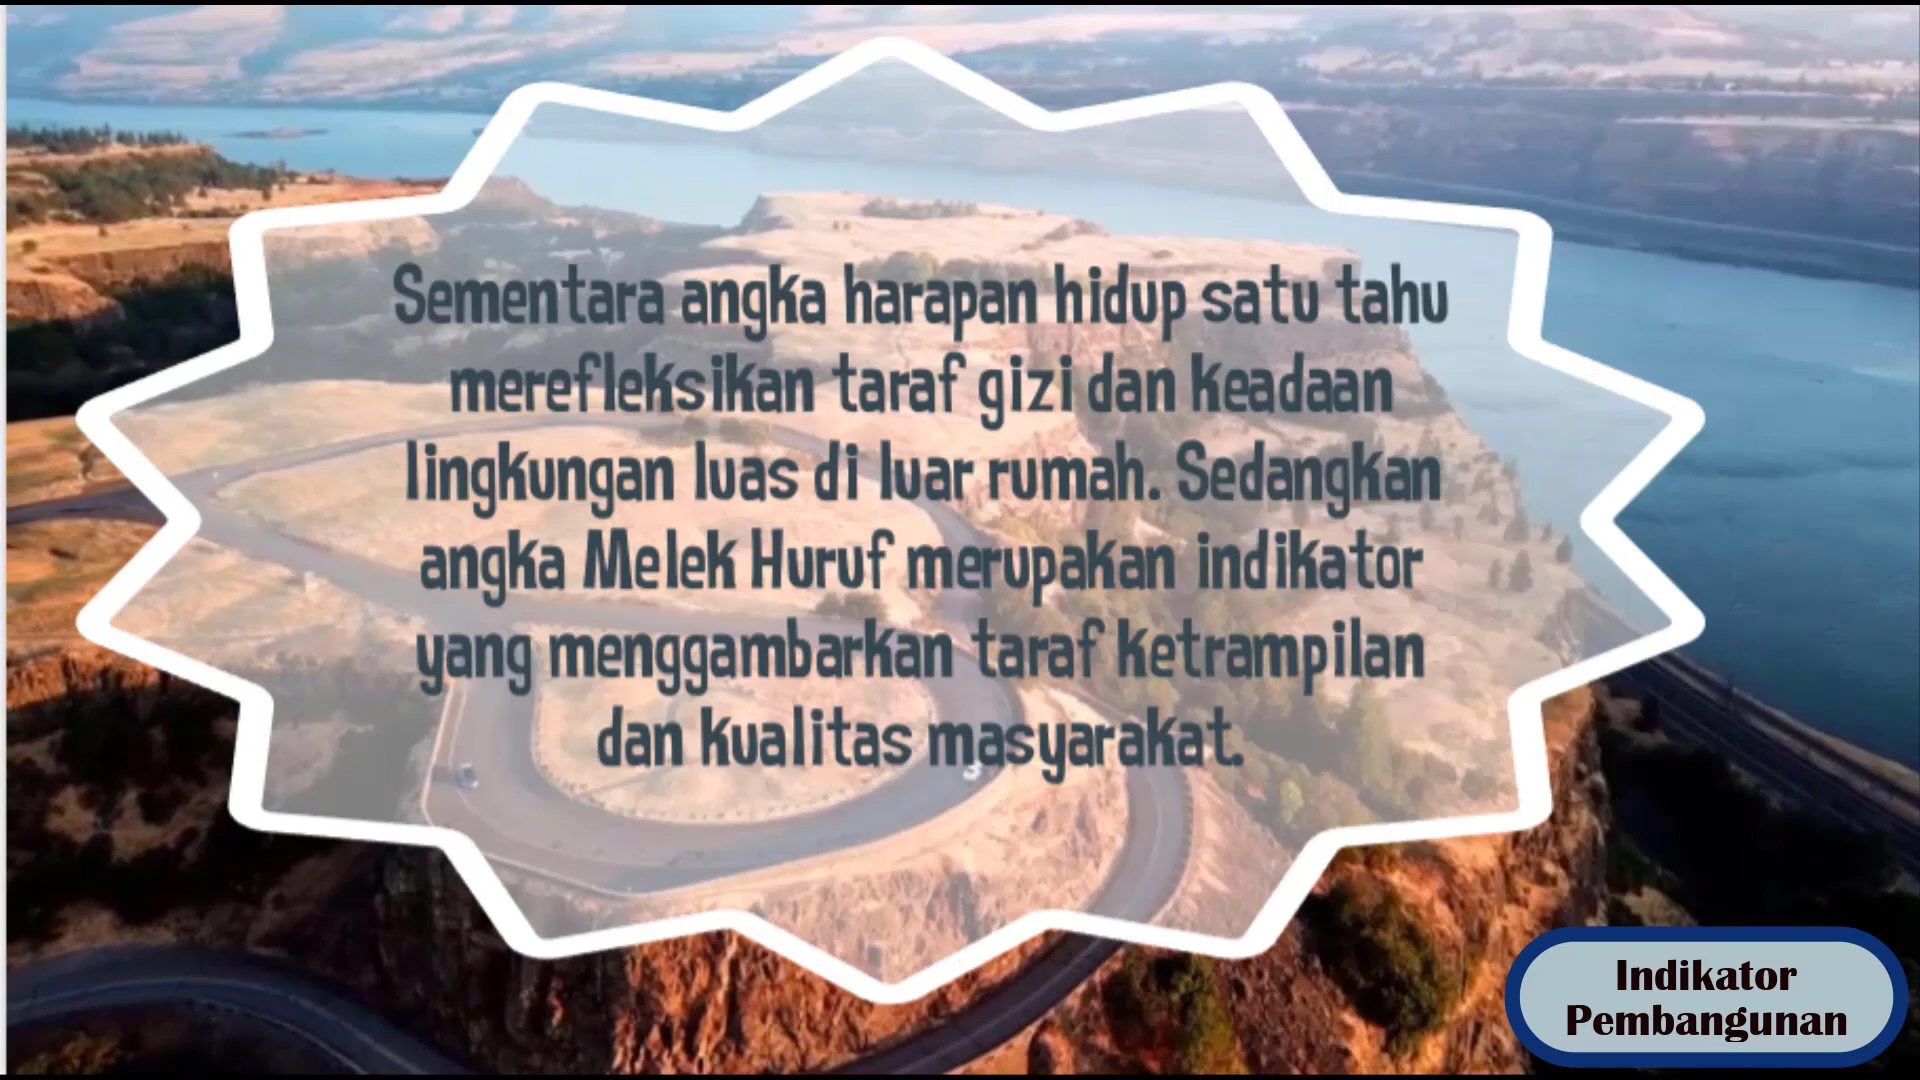 Sementara angka harapan hidup satu tahu
merefleksikan taraf gizi dan keadaan
lingkungan luas di luar rumah. Sedangkan
angka Melek Huruf merupakan indikator
yang menggambarkan taraf ketrampilan
dan kualitas masyarakat.
Indikator
Pembangunan